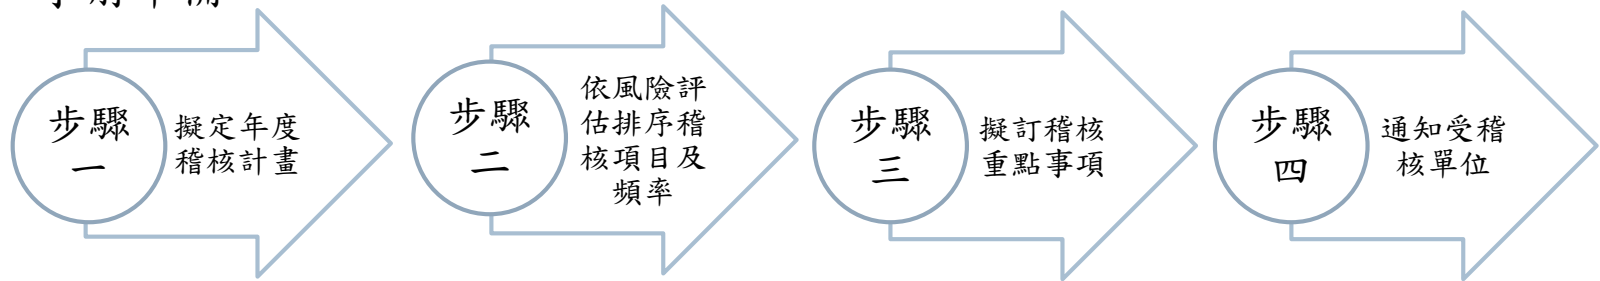 步驟
一
擬定年度
稽核計畫
步驟
二
依風險評
估排序稽
核項目及
頻率
步驟
三
擬訂稽核
重點事項
步驟
四
通知受稽
核單位